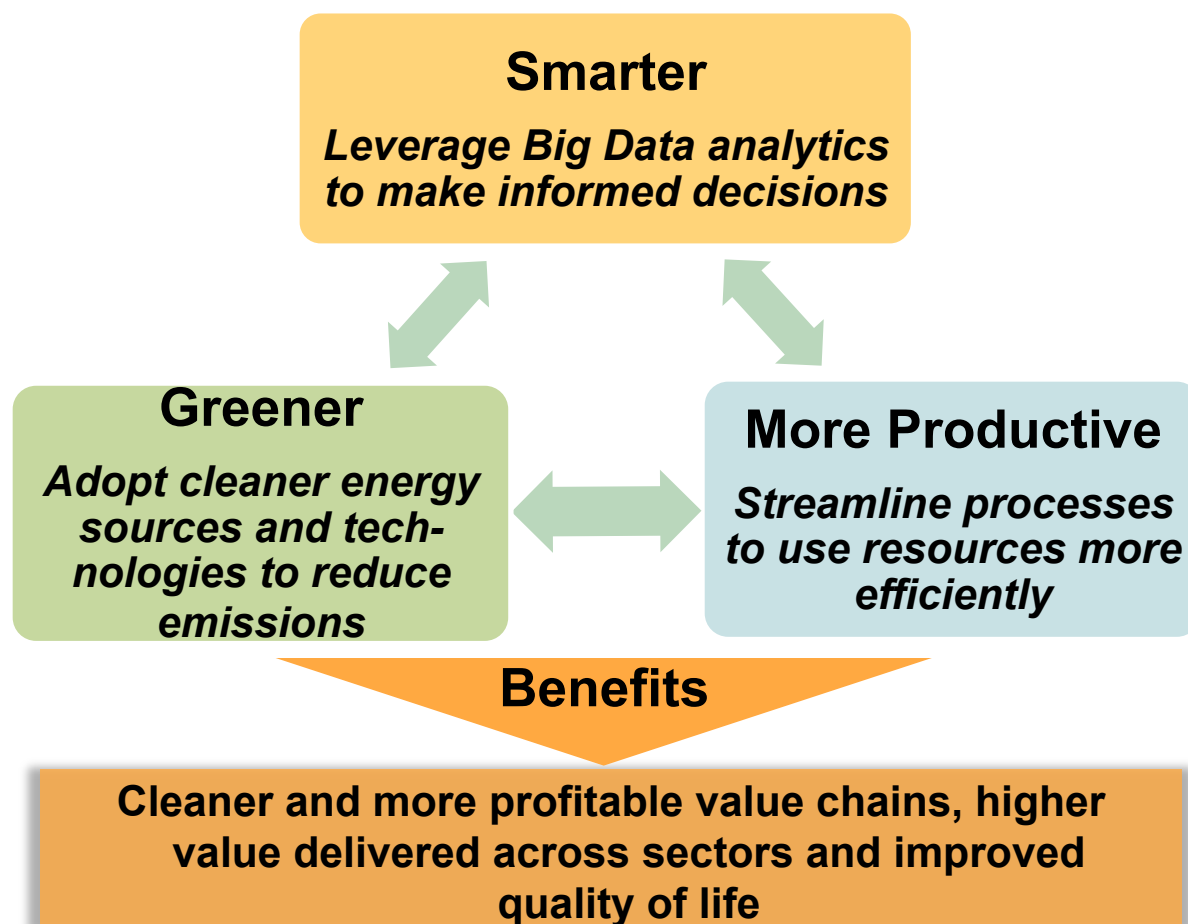 Smarter
Leverage Big Data analytics
to make informed decisions
Greener
Adopt cleaner energy
sources and tech-
nologies to reduce
emissions
More Productive
Streamline processes
to use resources more
efficiently
Benefits
Cleaner and more profitable value chains, higher
value delivered across sectors and improved
quality of life